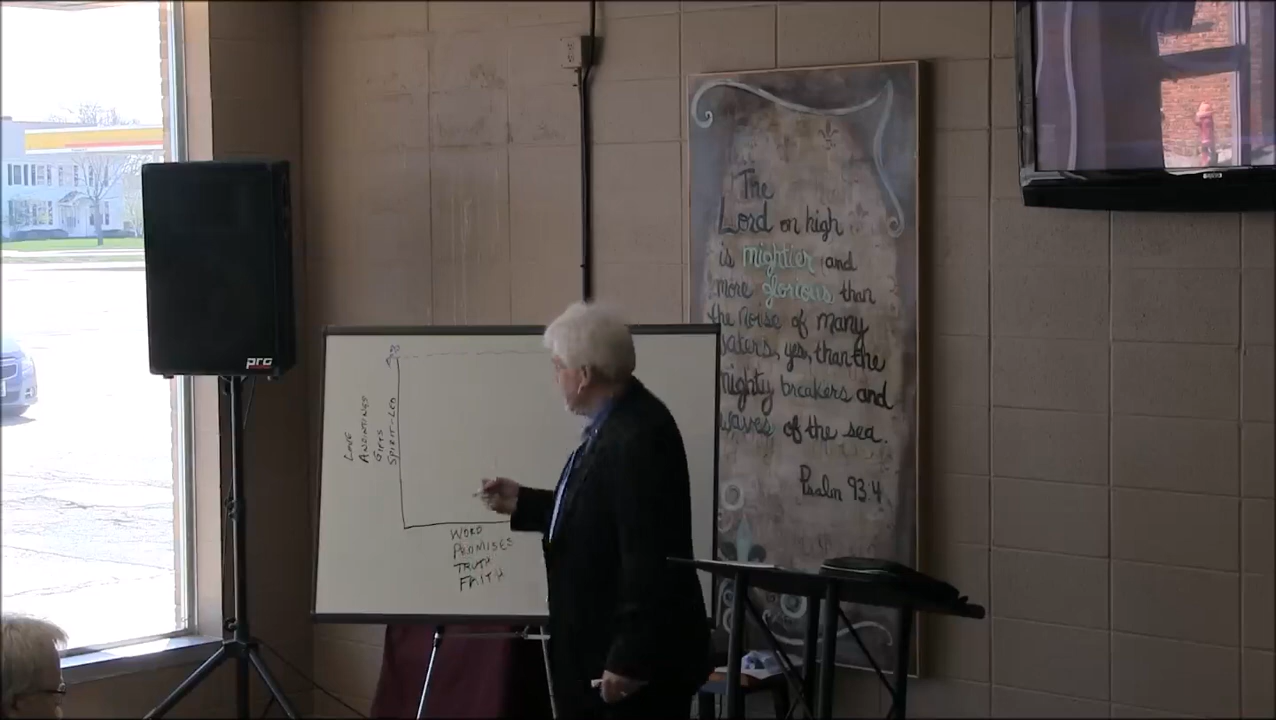 pro
LOVE
ANOINTINGS
GIFTS
SPIRIT-LED
WORD
PROMISES
TRUTH
FAITH
The
Lord on high
is mightier and
more glorious than
the noise of many
waters, yes, than the
mighty breakers and
waves of the sea.
Psalm 93:4